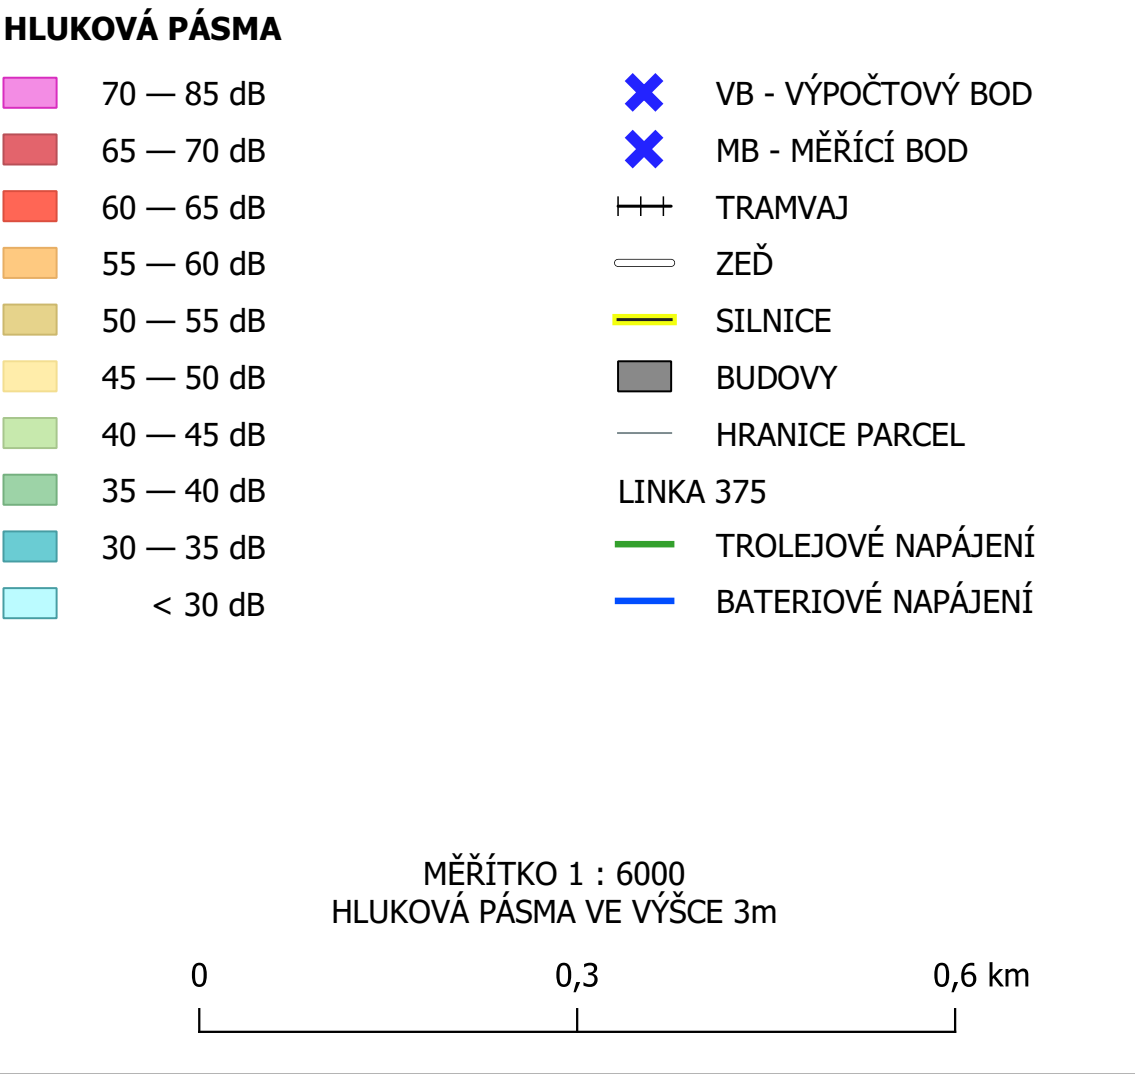 HLUKOVÁ PÁSMA
70 — 85 dB
65 — 70 dB
60 — 65 dB
55 — 60 dB
50 — 55 dB
45 — 50 dB
40 — 45 dB
35 — 40 dB
30 — 35 dB
< 30 dB
VB - VÝPOČTOVÝ BOD
MB - MĚŘÍCÍ BOD
TRAMVAJ
ZEĎ
SILNICE
BUDOVY
HRANICE PARCEL
LINKA 375
TROLEJOVÉ NAPÁJENÍ
BATERIOVÉ NAPÁJENÍ
MĚŘÍTKO 1 : 6000
HLUKOVÁ PÁSMA VE VÝŠCE 3m
0 0,3 0,6 km